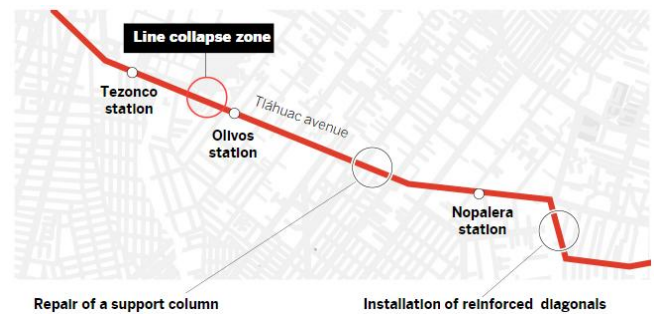 Line collapse zone
Tezonco
station
Olivos
station
Tláhuac avenue
Nopalera
station
Repair of a support column
Installation of reinforced diagonals